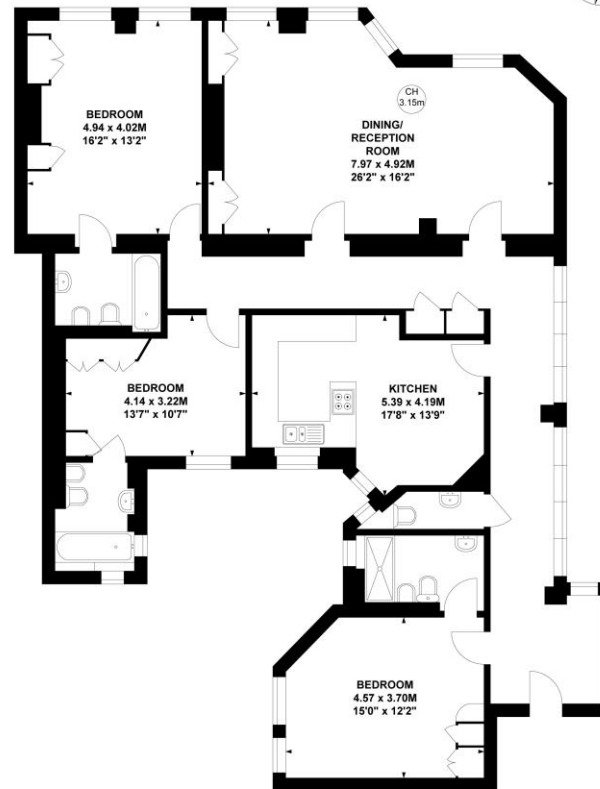 BEDROOM
4.94 x 4.02M
16'2" x 13'2"
CH
3.15m
DINING/
RECEPTION
ROOM
7.97 x 4.92M
26'2" x 16'2"
BEDROOM
4.14 x 3.22M
13'7" x 10'7"
KITCHEN
5.39 x 4.19M
17'8" x 13'9"
BEDROOM
4.57 x 3.70M
15'0" x 12'2"